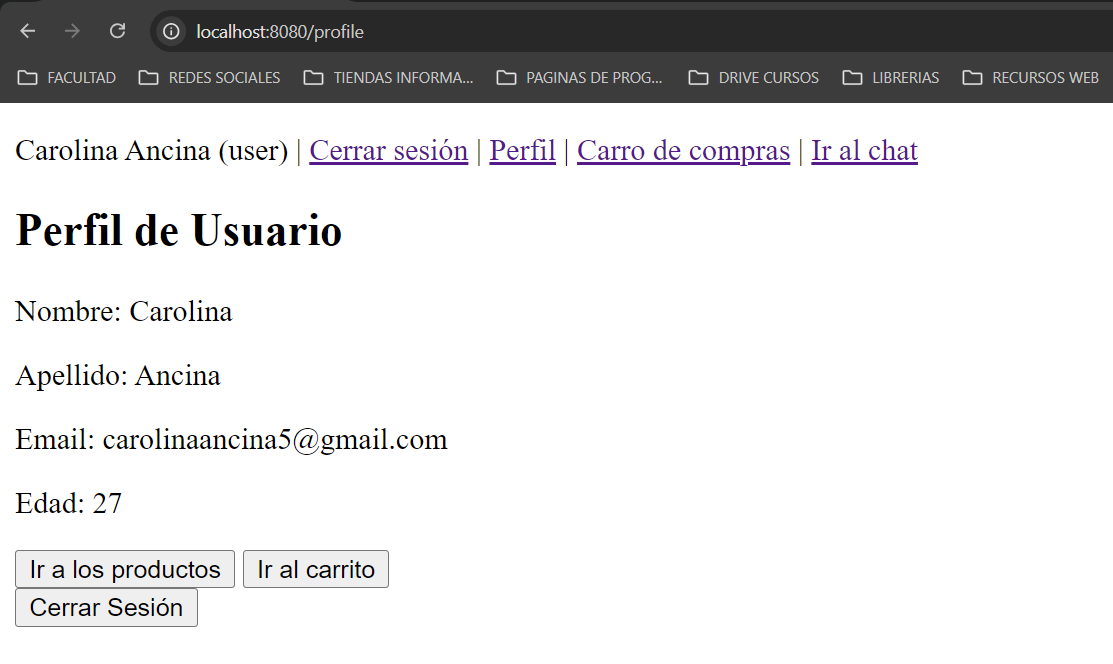 localhost:8080/profile
FACULTAD REDES SOCIALES TIENDAS INFORMA... PAGINAS DE PROG... DRIVE CURSOS LIBRERIAS RECURSOS WEB
Carolina Ancina (user) | Cerrar sesión | Perfil | Carro de compras | Ir al chat
Perfil de Usuario
Nombre: Carolina
Apellido: Ancina
Email: carolinaancina5@gmail.com
Edad: 27
Ir a los productos Ir al carrito
Cerrar Sesión